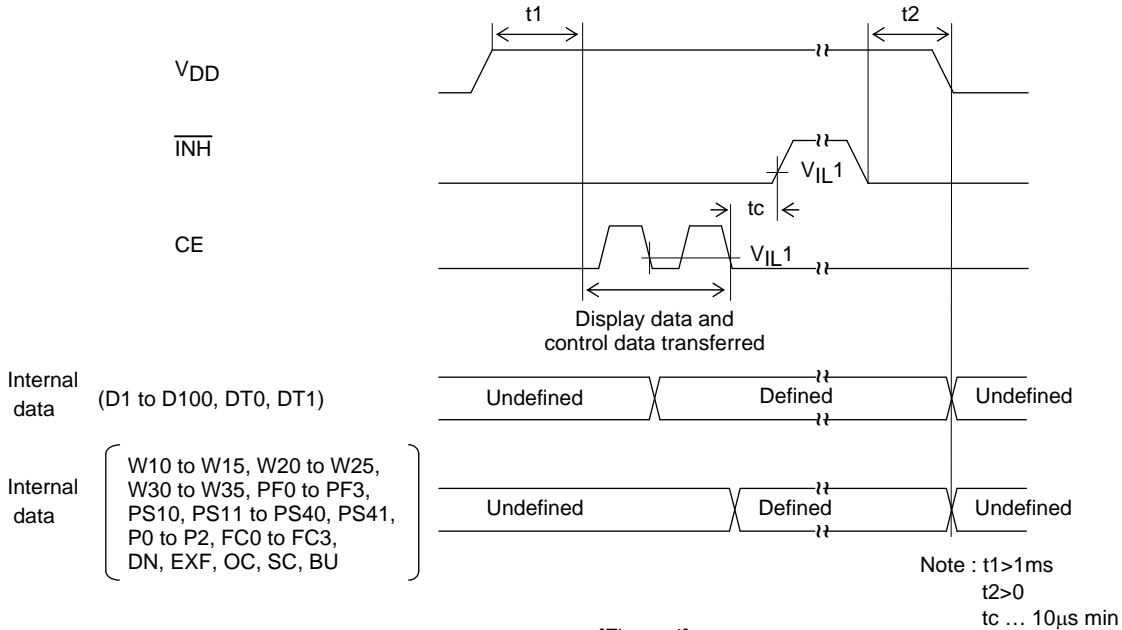 t1
t2
VDD
INH
VIL1
tc
CE
VIL1
Display data and
control data transferred
Internal
data
(D1 to D100, DT0, DT1)
Undefined
Defined
Undefined
Internal
data
W10 to W15, W20 to W25,
W30 to W35, PF0 to PF3,
PS10, PS11 to PS40, PS41,
P0 to P2, FC0 to FC3,
DN, EXF, OC, SC, BU
Undefined
Defined
Undefined
Note : t1>1ms
t2>0
tc … 10μs min